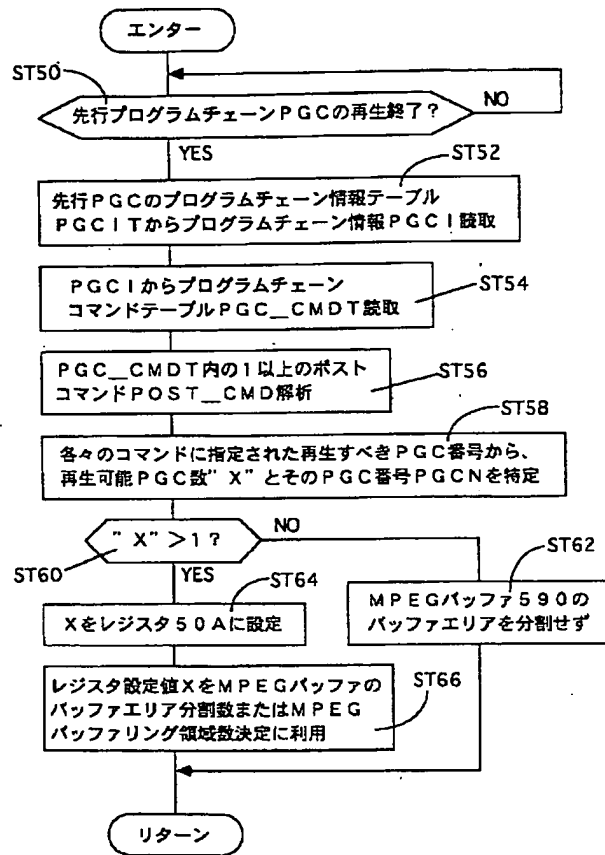 エンター
ST50
先行プログラムチェーンPGCの再生終了？
NO
YES
ST52
先行PGCのプログラムチェーン情報テーブル
PGCITからプログラムチェーン情報PGCI読取
PGCIからプログラムチェーン
コマンドテーブルPGC＿CMDT読取
ST54
PGC＿CMDT内の1以上のポスト
コマンドPOST＿CMD解析
ST56
ST58
各々のコマンドに指定された再生すべきPGC番号から、
再生可能PGC数"X"とそのPGC番号PGCNを特定
"X"＞1？
NO
ST60
YES
ST62
ST64
MPEGバッファ590の
バッファエリアを分割せず
Xをレジスタ50Aに設定
レジスタ設定値XをMPEGバッファの
バッファエリア分割数またはMPEG
バッファリング領域数決定に利用
ST66
リターン